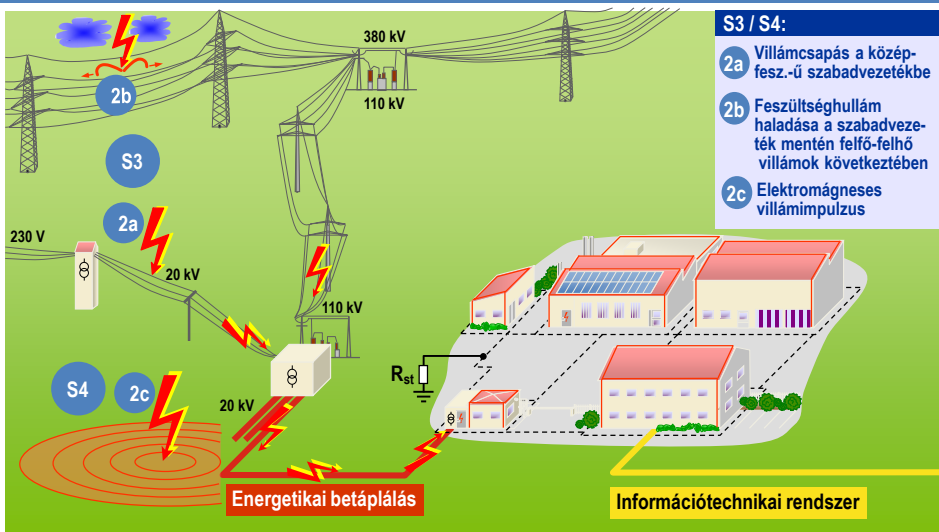 S3 / S4:
2a
Villámcsapás a közép-
fesz.-ű szabadvezetékbe
2b
Feszültséghullám
haladása a szabadveze-
ték mentén felfő-felhő
villámok következtében
2c
Elektromágneses
villámimpulzus
380 kV
110 kV
2b
S3
2a
230 V
20 kV
110 kV
Rst
S4
2c
20 kV
Energetikai betáplálás
Információtechnikai rendszer